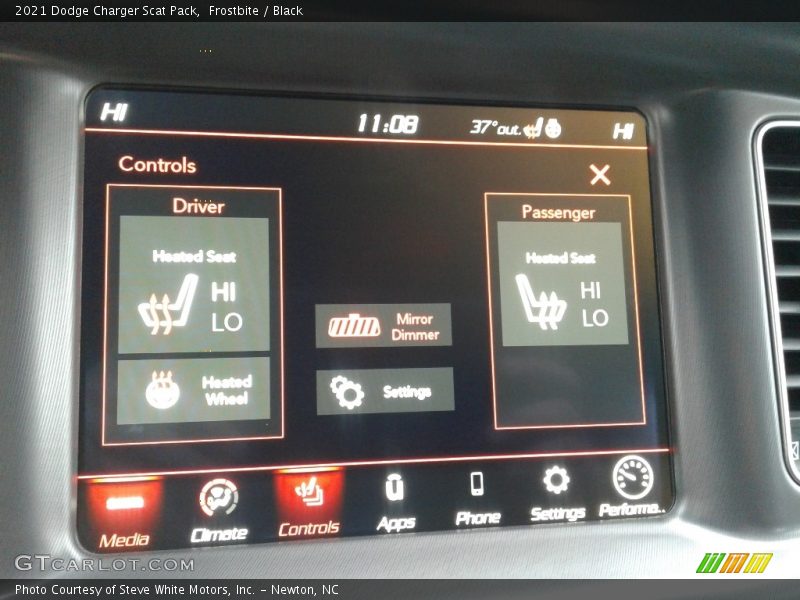 2021 Dodge Charger Scat Pack,  Frostbite / Black
HI 11:08 37°out. HI
Controls
Driver
Passenger
Heated Seat
HI
LO
Heated Seat
HI
LO
Mirror
Dimmer
Heated
Wheel
Settings
Media Climate Controls Apps Phone Settings Performa..
GTCARLOT.COM
Photo Courtesy of Steve White Motors, Inc. – Newton, NC